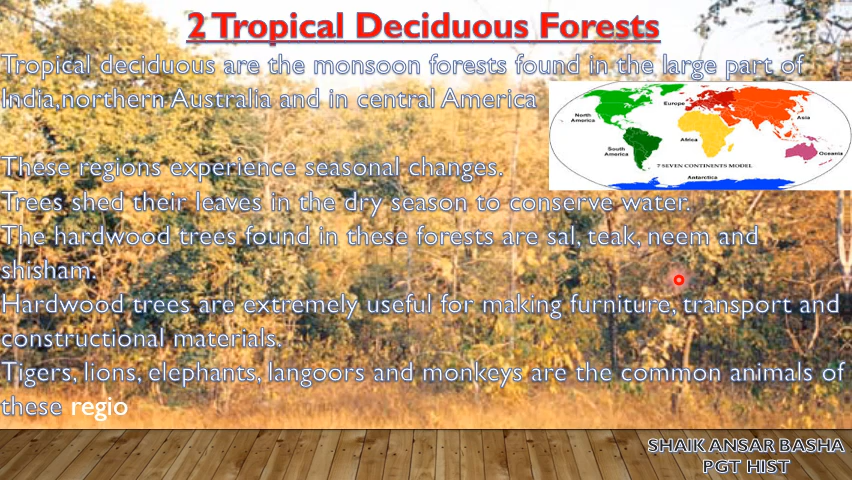 2 Tropical Deciduous Forests
Tropical deciduous are the monsoon forests found in the large part of
India,northern Australia and in central America
These regions experience seasonal changes.
Trees shed their leaves in the dry season to conserve water.
The hardwood trees found in these forests are sal, teak, neem and
shisham.
Hardwood trees are extremely useful for making furniture, transport and
constructional materials.
Tigers, lions, elephants, langoors and monkeys are the common animals of
these regio
North
America
Europe
Asia
Africa
South
America
Oceania
7 SEVEN CONTINENTS MODEL
Antarctica
SHAIK ANSAR BASHA
PGT HIST